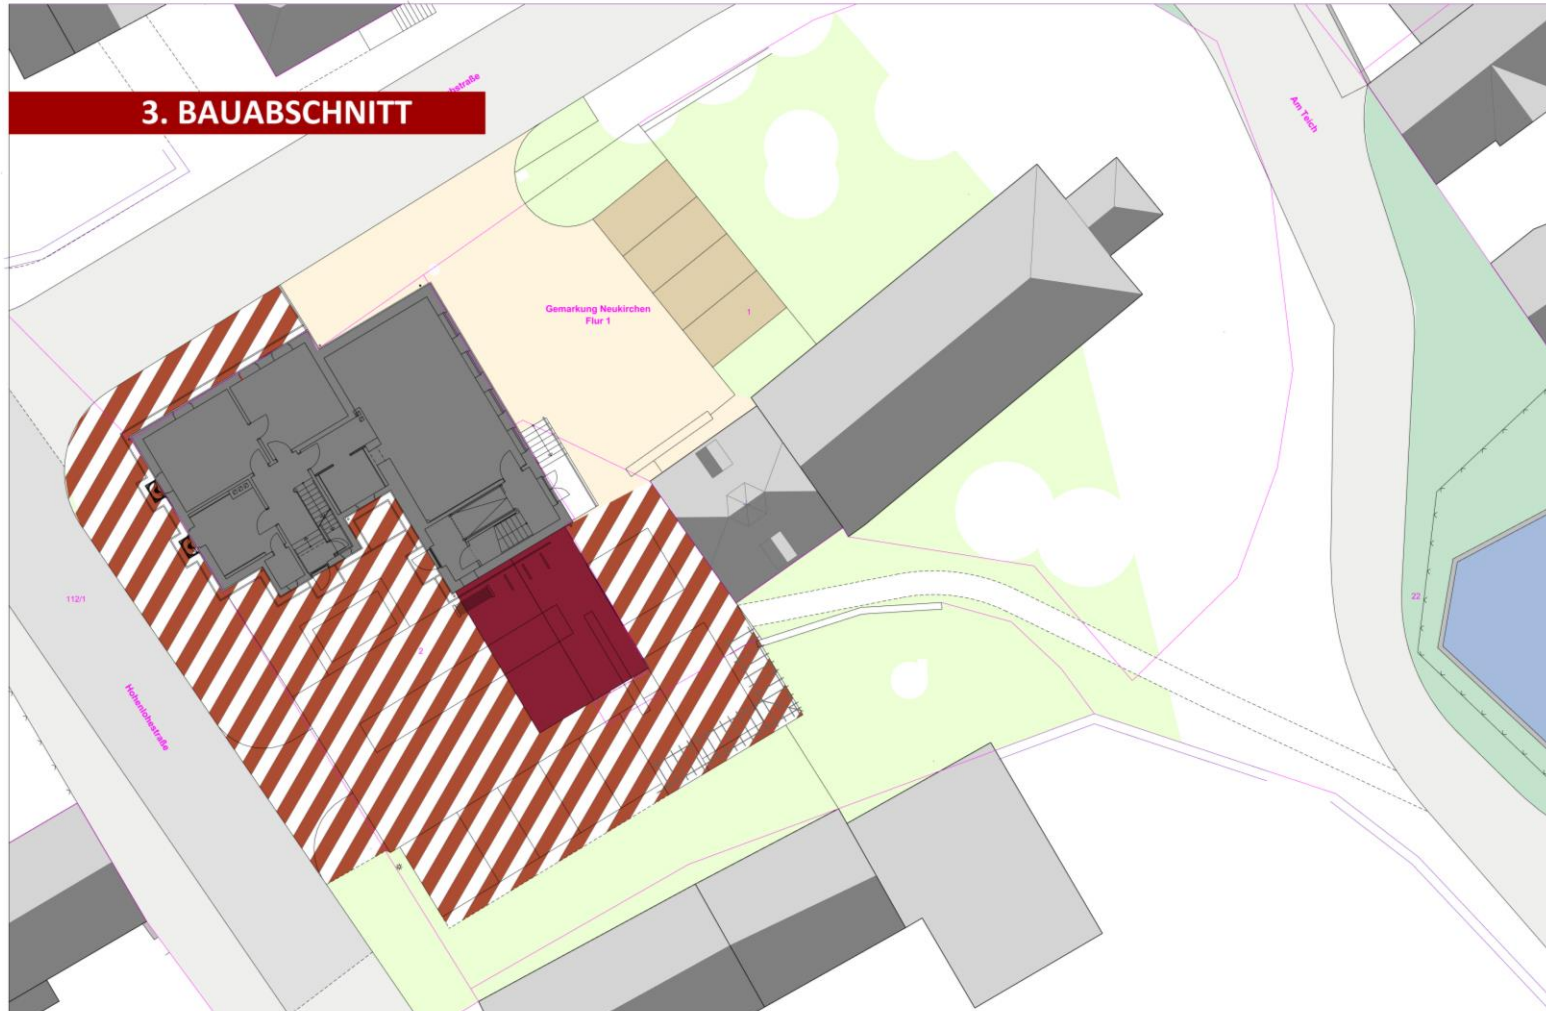 3. BAUABSCHNITT
Am Teich
Gemarkung Neukirchen
Flur 1
1
112/1
2
22
Hohenlohestraße